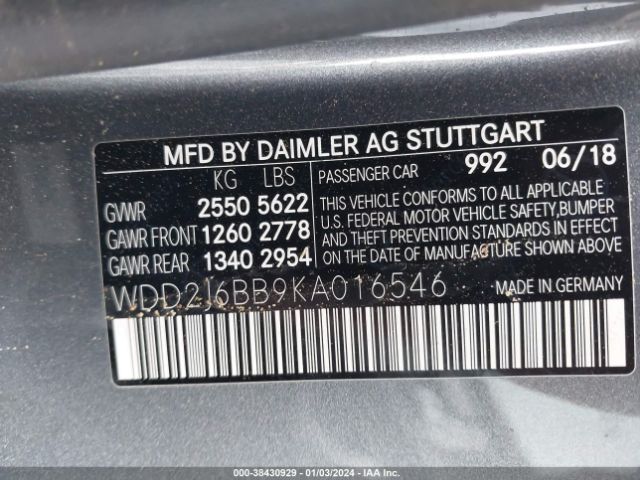 MFD BY DAIMLER AG STUTTGART
KG LBS
GVWR 2550 5622
GAWR FRONT 1260 2778
GAWR REAR 1340 2954
PASSENGER CAR 992 06/18
THIS VEHICLE CONFORMS TO ALL APPLICABLE
U.S. FEDERAL MOTOR VEHICLE SAFETY, BUMPER
AND THEFT PREVENTION STANDARDS IN EFFECT
ON THE DATE OF MANUFACTURE SHOWN ABOVE
WDD2J6BB9KA016546 MADE IN GERMANY
000-38430929 - 01/03/2024 - IAA Inc.